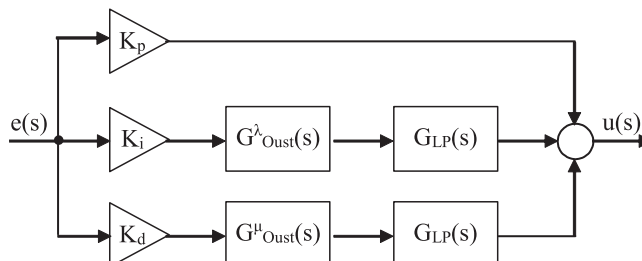 K_p
e(s) K_i G^λ_Oust(s) G_LP(s) u(s)
K_d G^μ_Oust(s) G_LP(s)